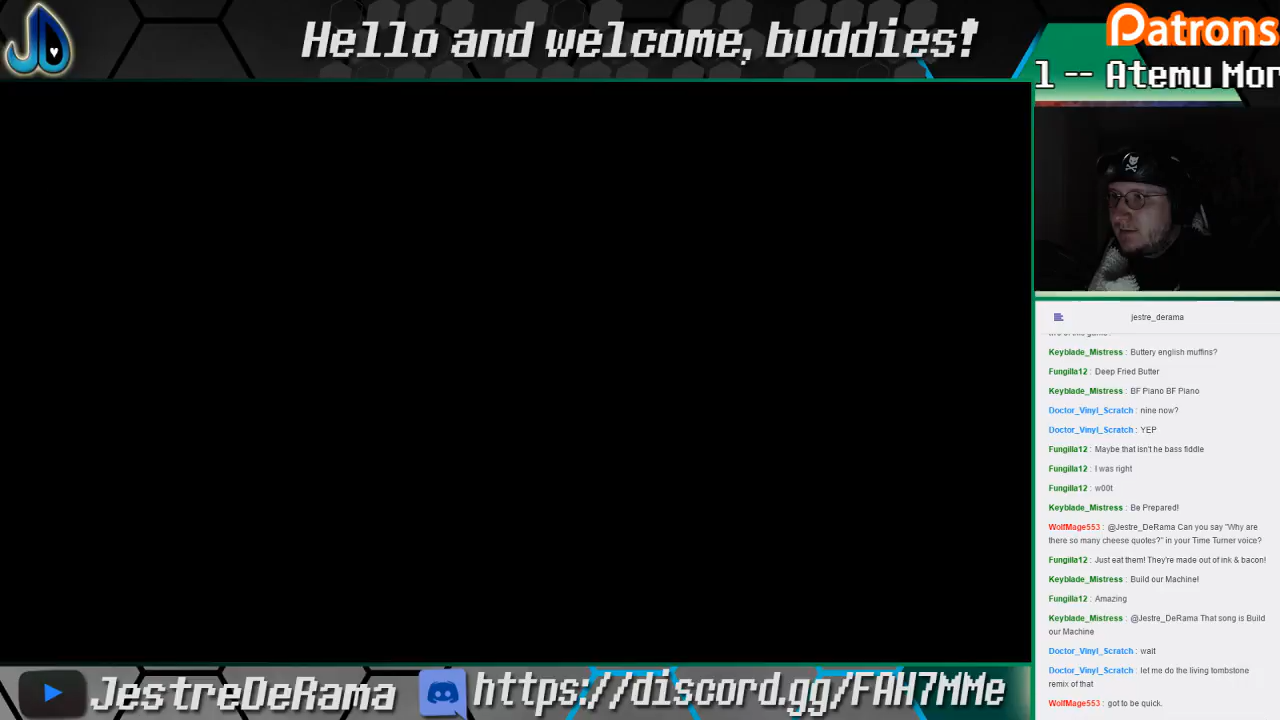 Hello and welcome, buddies!
Patrons
l -- Atemu Mor
JD
jestre_derama
Keyblade_Mistress : Buttery english muffins?
Fungilla12 : Deep Fried Butter
Keyblade_Mistress : BF Piano BF Piano
Doctor_Vinyl_Scratch : nine now?
Doctor_Vinyl_Scratch : YEP
Fungilla12 : Maybe that isn't he bass fiddle
Fungilla12 : I was right
Fungilla12 : w00t
Keyblade_Mistress : Be Prepared!
WolfMage553 : @Jestre_DeRama Can you say "Why are
there so many cheese quotes?" in your Time Turner voice?
Fungilla12 : Just eat them! They're made out of ink & bacon!
Keyblade_Mistress : Build our Machine!
Fungilla12 : Amazing
Keyblade_Mistress : @Jestre_DeRama That song is Build
our Machine
Doctor_Vinyl_Scratch : wait
Doctor_Vinyl_Scratch : let me do the living tombstone
remix of that
WolfMage553 : got to be quick.
JestreDeRama
https://discord.gg/FAH7MMe